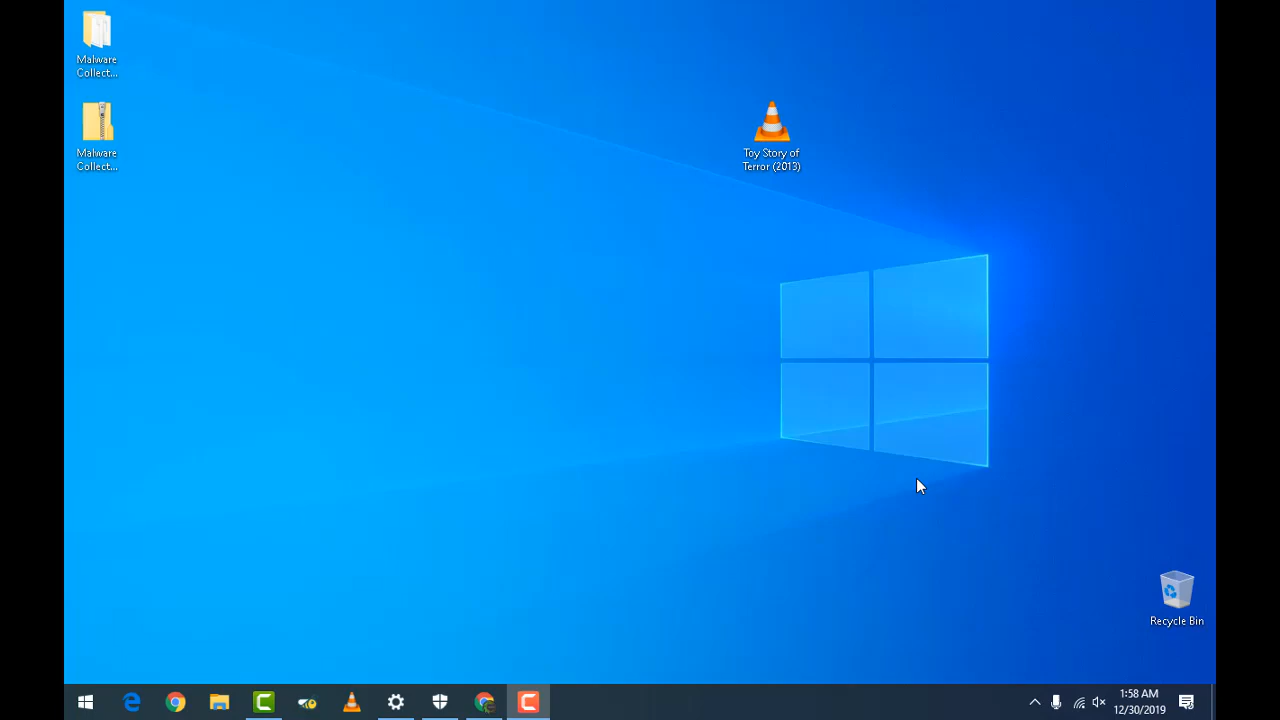 Malware
Collect...
Malware
Collect...
Toy Story of
Terror (2013)
Recycle Bin
1:58 AM
12/30/2019